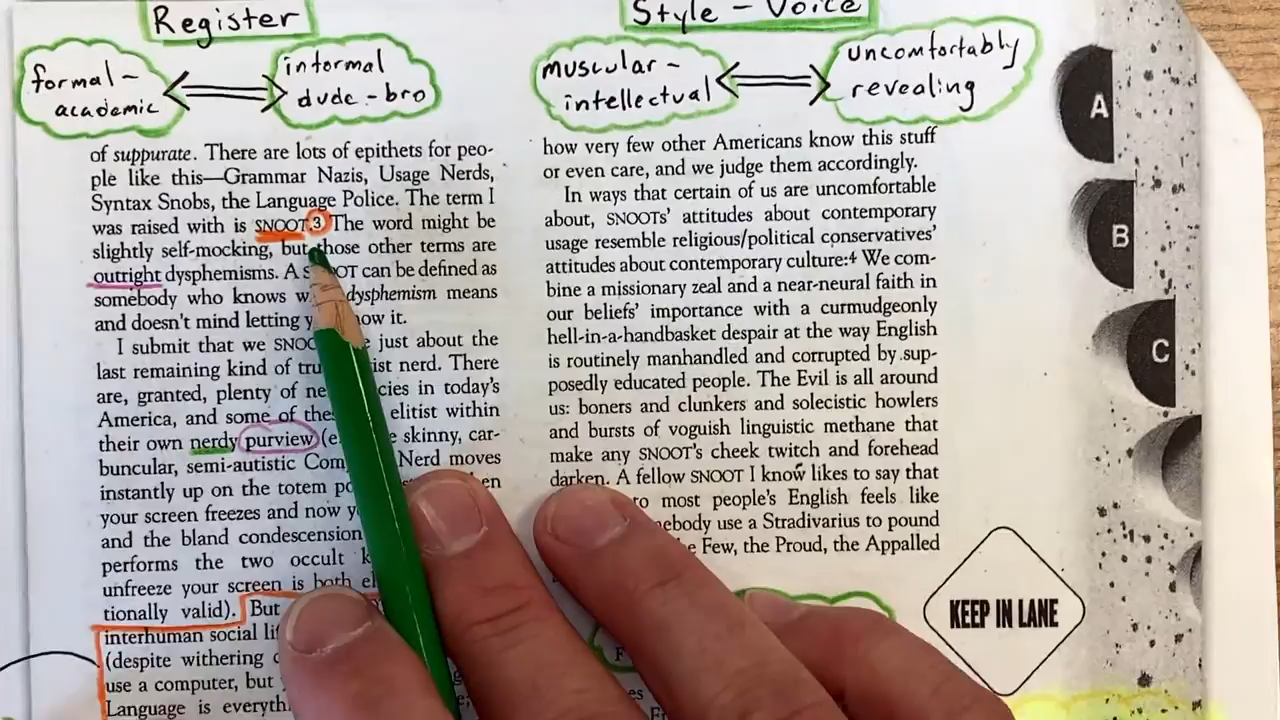 Register
Style - Voice
formal -
academic
informal
dude - bro
muscular -
intellectual
uncomfortably
revealing
of suppurate. There are lots of epithets for peo-
ple like this—Grammar Nazis, Usage Nerds,
Syntax Snobs, the Language Police. The term I
was raised with is SNOOT.3 The word might be
slightly self-mocking, but those other terms are
outright dysphemisms. A SNOOT can be defined as
somebody who knows dysphemism means
and doesn't mind letting
I submit that we just about the
last remaining kind of
are, granted, plenty of in today's
America, and some of elitist within
their own nerdy purview skinny, car-
buncular, semi-autistic Nerd moves
instantly up on the totem
your screen freezes and now
and the bland condescension
performs the two occult
unfreeze your screen is both
tionally valid). But
interhuman social
(despite withering
use a computer, but
Language is
how very few other Americans know this stuff
or even care, and we judge them accordingly.
In ways that certain of us are uncomfortable
about, SNOOTs' attitudes about contemporary
usage resemble religious/political conservatives'
attitudes about contemporary culture:4 We com-
bine a missionary zeal and a near-neural faith in
our beliefs' importance with a curmudgeonly
hell-in-a-handbasket despair at the way English
is routinely manhandled and corrupted by sup-
posedly educated people. The Evil is all around
us: boners and clunkers and solecistic howlers
and bursts of voguish linguistic methane that
make any SNOOT's cheek twitch and forehead
darken. A fellow SNOOT I know likes to say that
to most people's English feels like
use a Stradivarius to pound
Few, the Proud, the Appalled
A
B
C
KEEP IN LANE